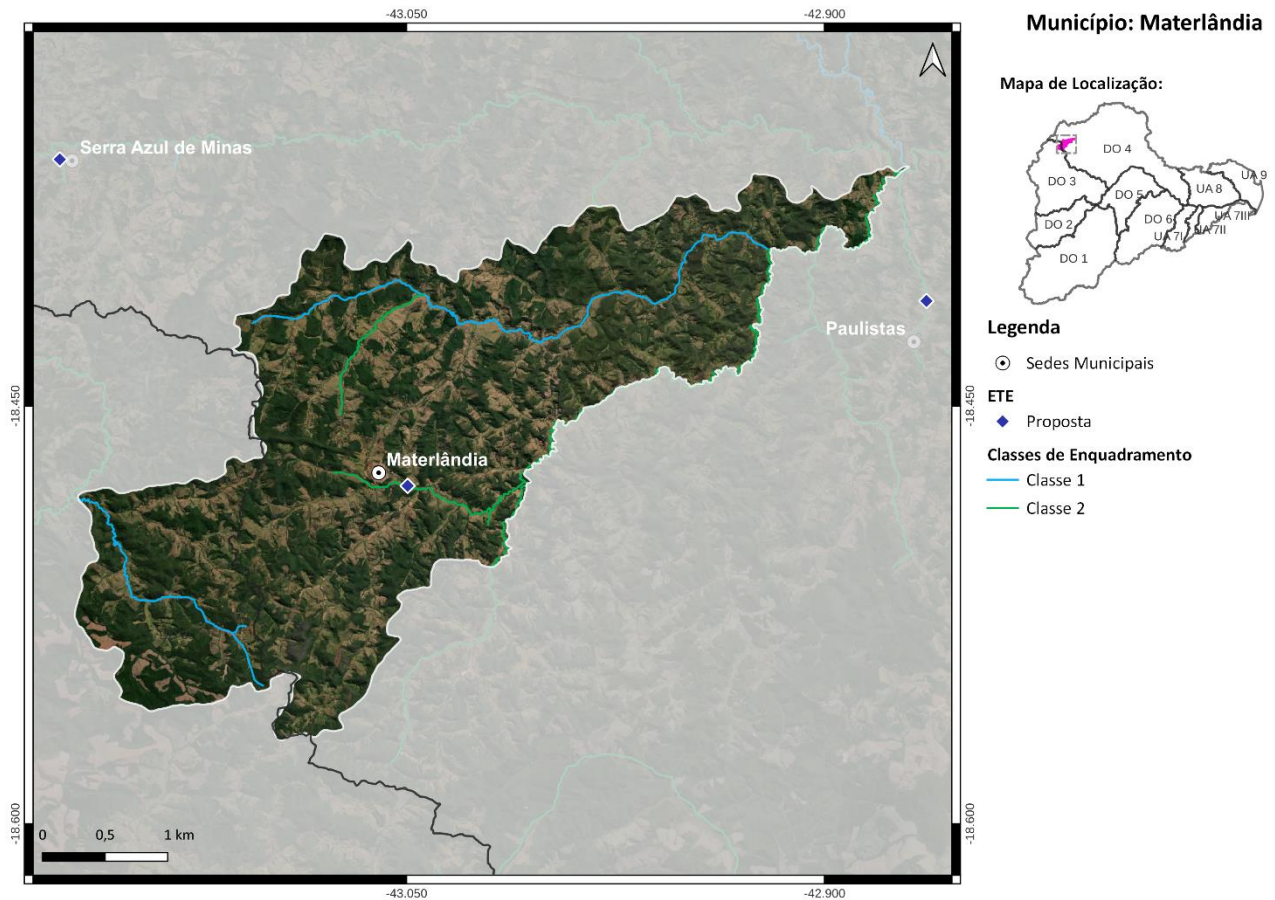 Município: Materlândia
-43.050
-42.900
Mapa de Localização:
DO 4
DO 3
DO 5
UA 8
UA 9
DO 2
DO 6
UA 7III
UA 7I
UA 7II
DO 1
Serra Azul de Minas
Paulistas
Materlândia
Legenda
Sedes Municipais
ETE
Proposta
Classes de Enquadramento
Classe 1
Classe 2
-18.450
-18.450
-18.600
-18.600
0 0,5 1 km
-43.050
-42.900